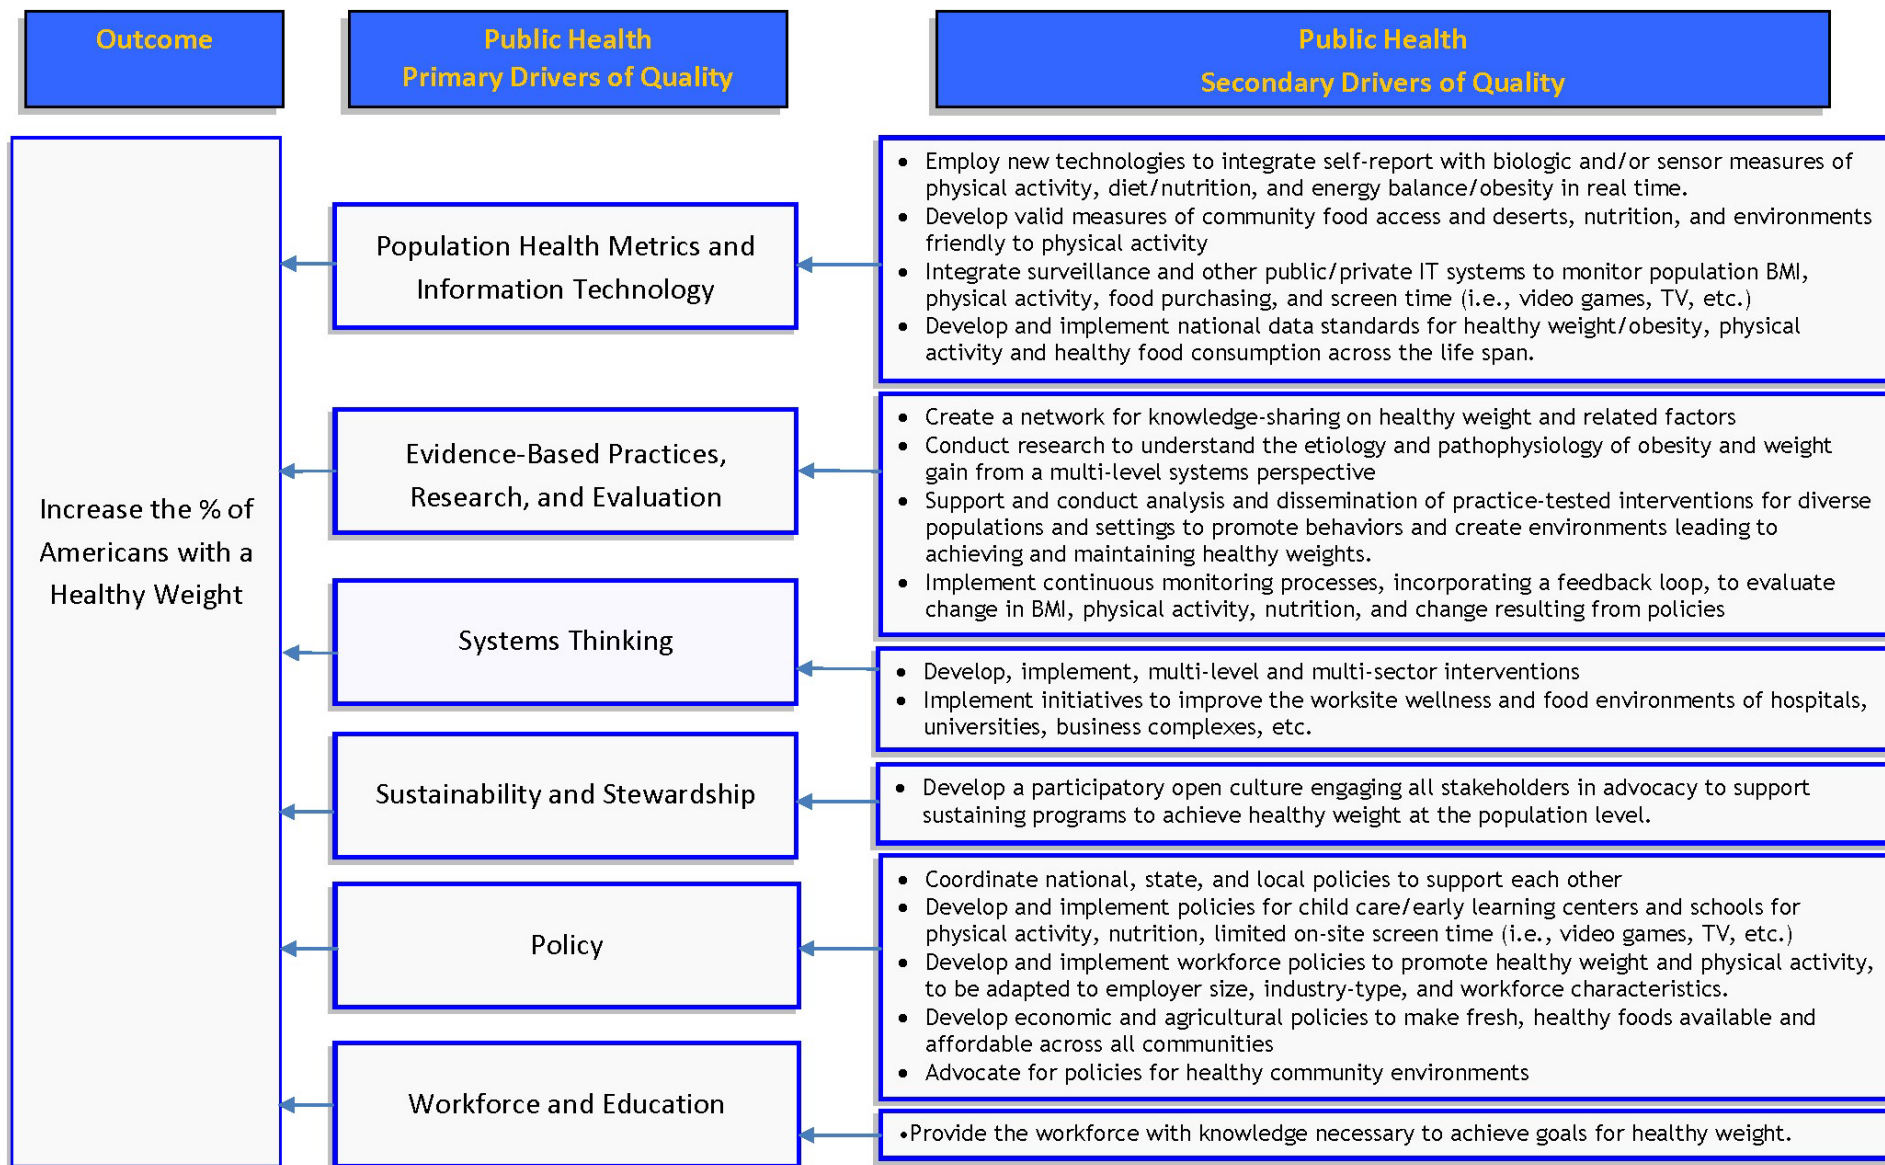 Outcome
Public Health
Primary Drivers of Quality
Public Health
Secondary Drivers of Quality
Increase the % of
Americans with a
Healthy Weight
Population Health Metrics and
Information Technology
• Employ new technologies to integrate self-report with biologic and/or sensor measures of
physical activity, diet/nutrition, and energy balance/obesity in real time.
• Develop valid measures of community food access and deserts, nutrition, and environments
friendly to physical activity
• Integrate surveillance and other public/private IT systems to monitor population BMI,
physical activity, food purchasing, and screen time (i.e., video games, TV, etc.)
• Develop and implement national data standards for healthy weight/obesity, physical
activity and healthy food consumption across the life span.
Evidence-Based Practices,
Research, and Evaluation
• Create a network for knowledge-sharing on healthy weight and related factors
• Conduct research to understand the etiology and pathophysiology of obesity and weight
gain from a multi-level systems perspective
• Support and conduct analysis and dissemination of practice-tested interventions for diverse
populations and settings to promote behaviors and create environments leading to
achieving and maintaining healthy weights.
• Implement continuous monitoring processes, incorporating a feedback loop, to evaluate
change in BMI, physical activity, nutrition, and change resulting from policies
Systems Thinking
• Develop, implement, multi-level and multi-sector interventions
• Implement initiatives to improve the worksite wellness and food environments of hospitals,
universities, business complexes, etc.
Sustainability and Stewardship
• Develop a participatory open culture engaging all stakeholders in advocacy to support
sustaining programs to achieve healthy weight at the population level.
Policy
• Coordinate national, state, and local policies to support each other
• Develop and implement policies for child care/early learning centers and schools for
physical activity, nutrition, limited on-site screen time (i.e., video games, TV, etc.)
• Develop and implement workforce policies to promote healthy weight and physical activity,
to be adapted to employer size, industry-type, and workforce characteristics.
• Develop economic and agricultural policies to make fresh, healthy foods available and
affordable across all communities
• Advocate for policies for healthy community environments
Workforce and Education
•Provide the workforce with knowledge necessary to achieve goals for healthy weight.